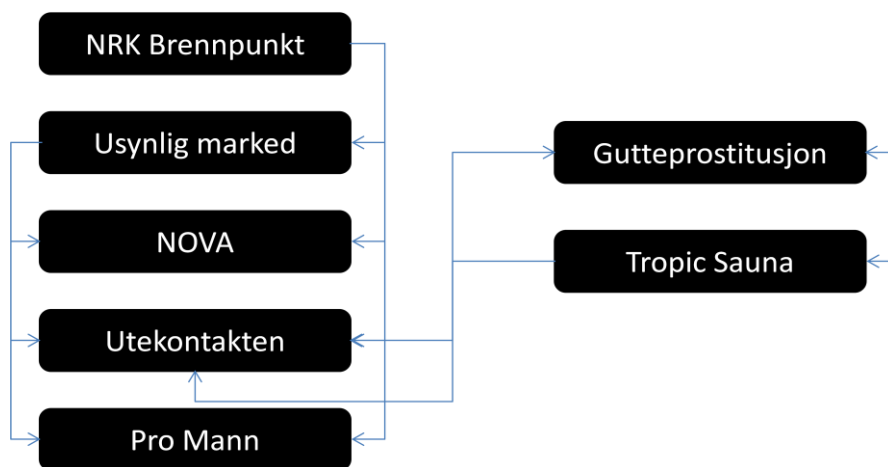 NRK Brennpunkt
Usynlig marked
NOVA
Utekontakten
Pro Mann
Gutteprostitusjon
Tropic Sauna